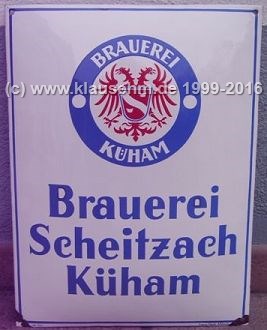 BRAUEREI
(c) www.klausehm.de 1999-2016
KÜHAM
Brauerei
Scheitzach
Küham